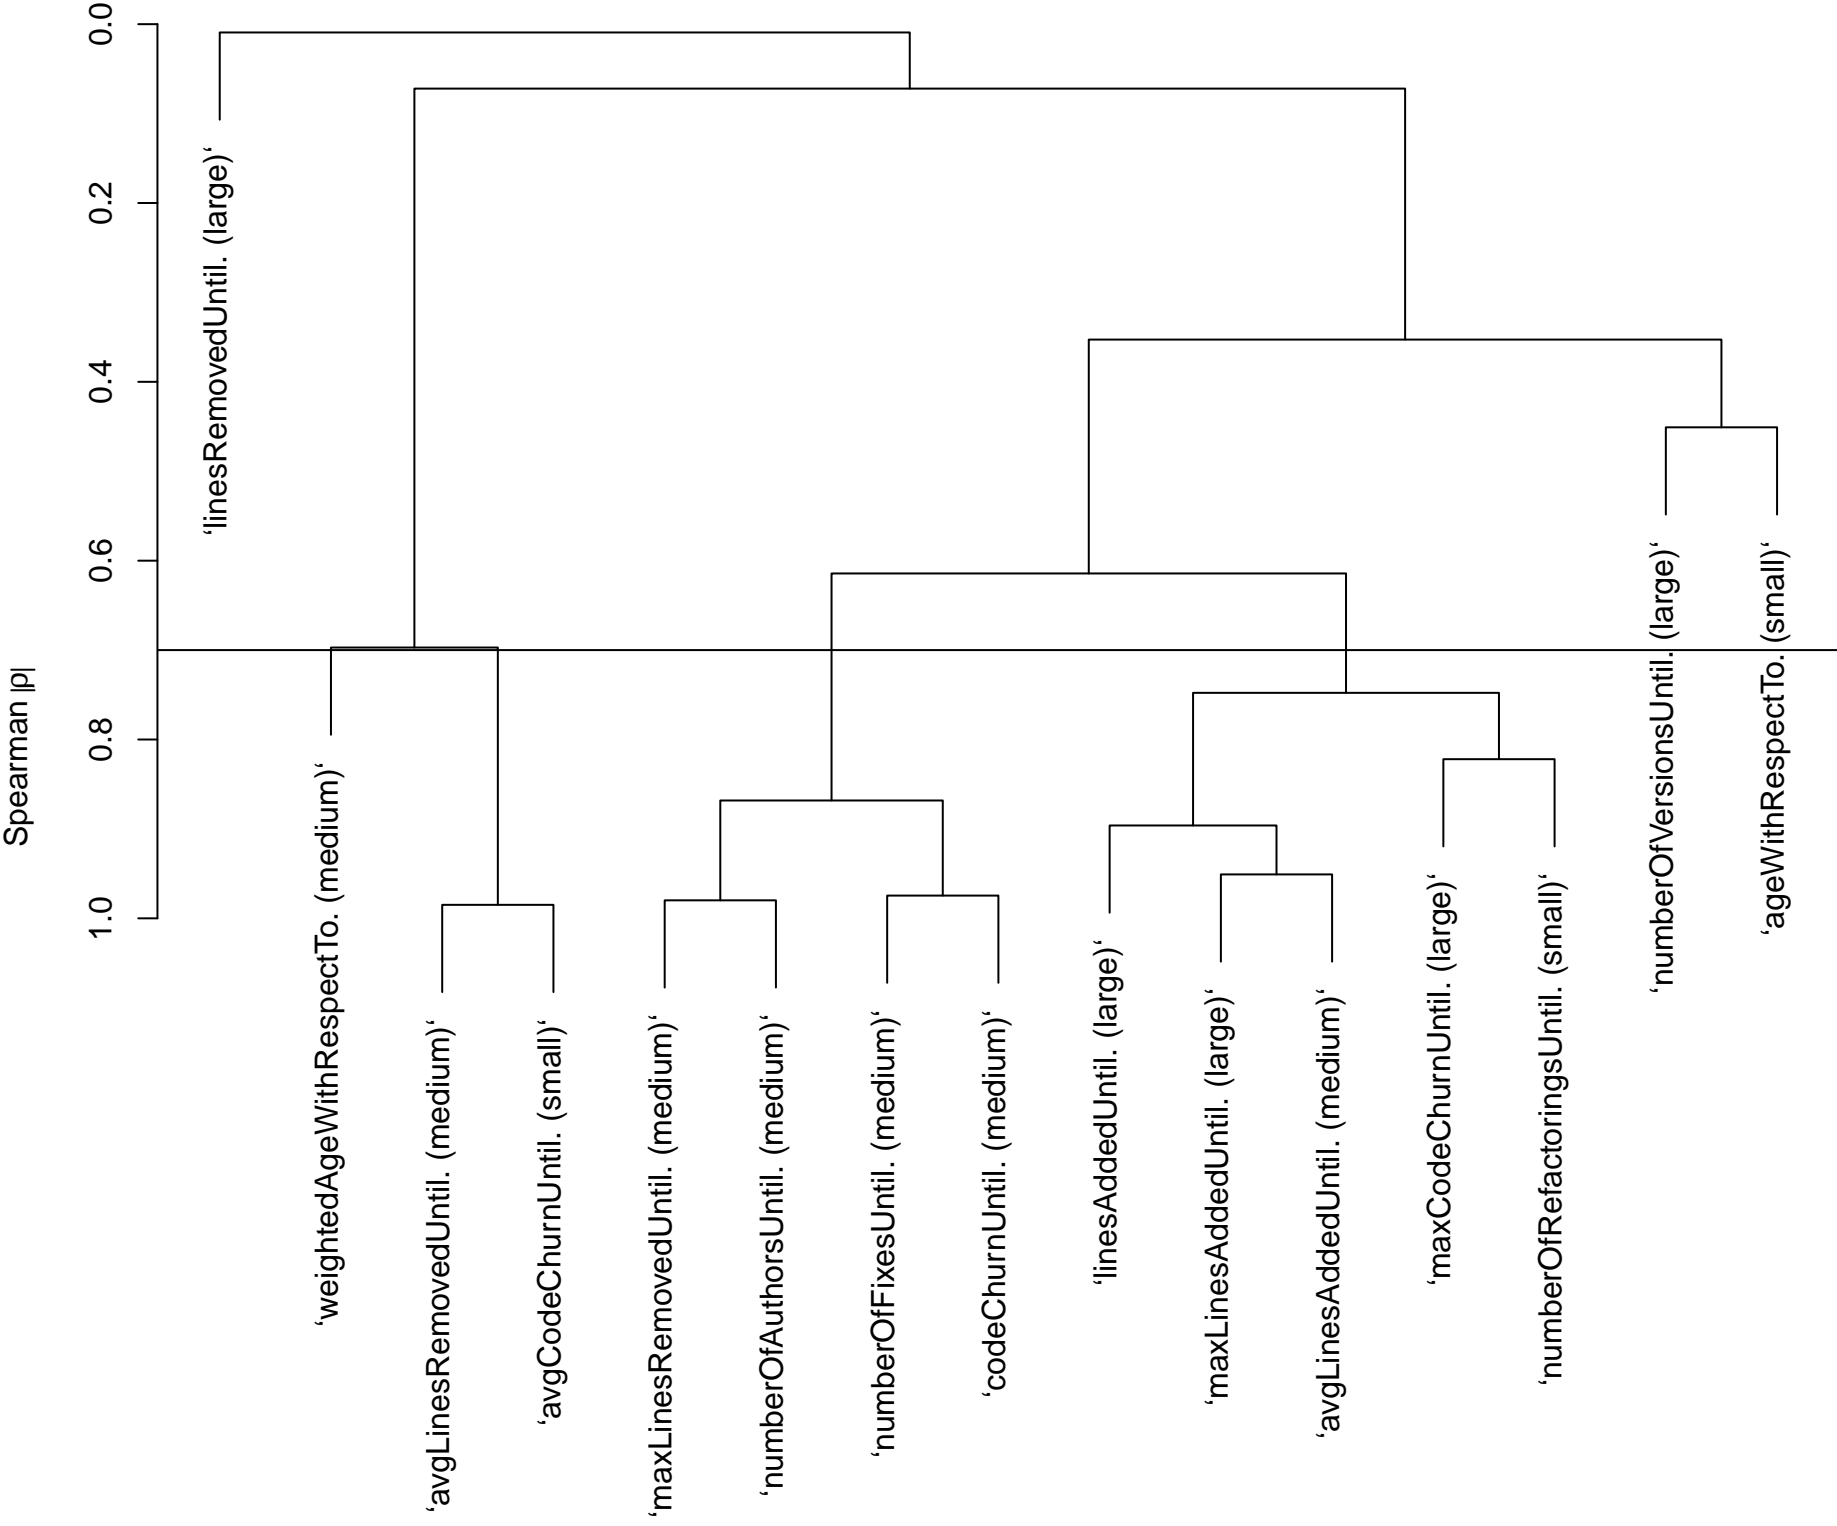 Spearman |ρ|
0.0
0.2
0.4
0.6
0.8
1.0
‘linesRemovedUntil. (large)‘
‘weightedAgeWithRespectTo. (medium)‘
‘avgLinesRemovedUntil. (medium)‘
‘avgCodeChurnUntil. (small)‘
‘maxLinesRemovedUntil. (medium)‘
‘numberOfAuthorsUntil. (medium)‘
‘numberOfFixesUntil. (medium)‘
‘codeChurnUntil. (medium)‘
‘linesAddedUntil. (large)‘
‘maxLinesAddedUntil. (large)‘
‘avgLinesAddedUntil. (medium)‘
‘maxCodeChurnUntil. (large)‘
‘numberOfRefactoringsUntil. (small)‘
‘numberOfVersionsUntil. (large)‘
‘ageWithRespectTo. (small)‘